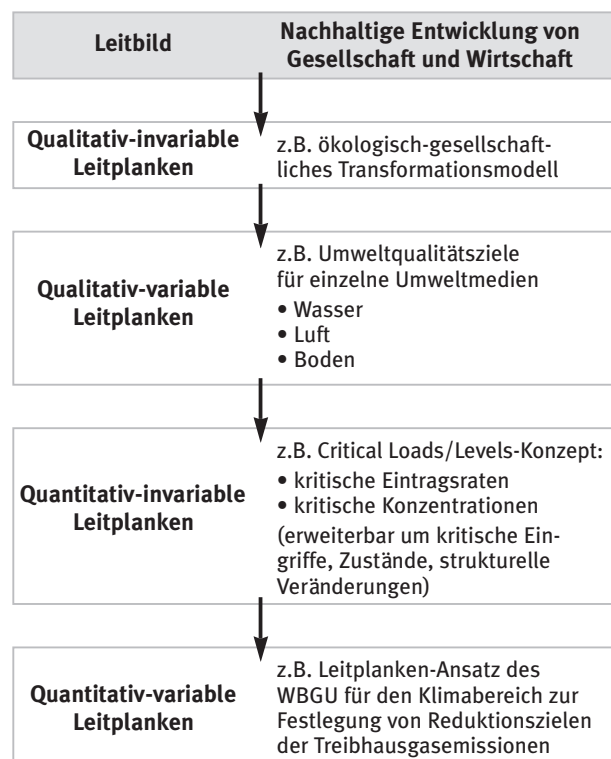 Leitbild
Nachhaltige Entwicklung von
Gesellschaft und Wirtschaft
Qualitativ-invariable
Leitplanken
z.B. ökologisch-gesellschaft-
liches Transformationsmodell
Qualitativ-variable
Leitplanken
z.B. Umweltqualitätsziele
für einzelne Umweltmedien
• Wasser
• Luft
• Boden
Quantitativ-invariable
Leitplanken
z.B. Critical Loads/Levels-Konzept:
• kritische Eintragsraten
• kritische Konzentrationen
(erweiterbar um kritische Ein-
griffe, Zustände, strukturelle
Veränderungen)
Quantitativ-variable
Leitplanken
z.B. Leitplanken-Ansatz des
WBGU für den Klimabereich zur
Festlegung von Reduktionszielen
der Treibhausgasemissionen